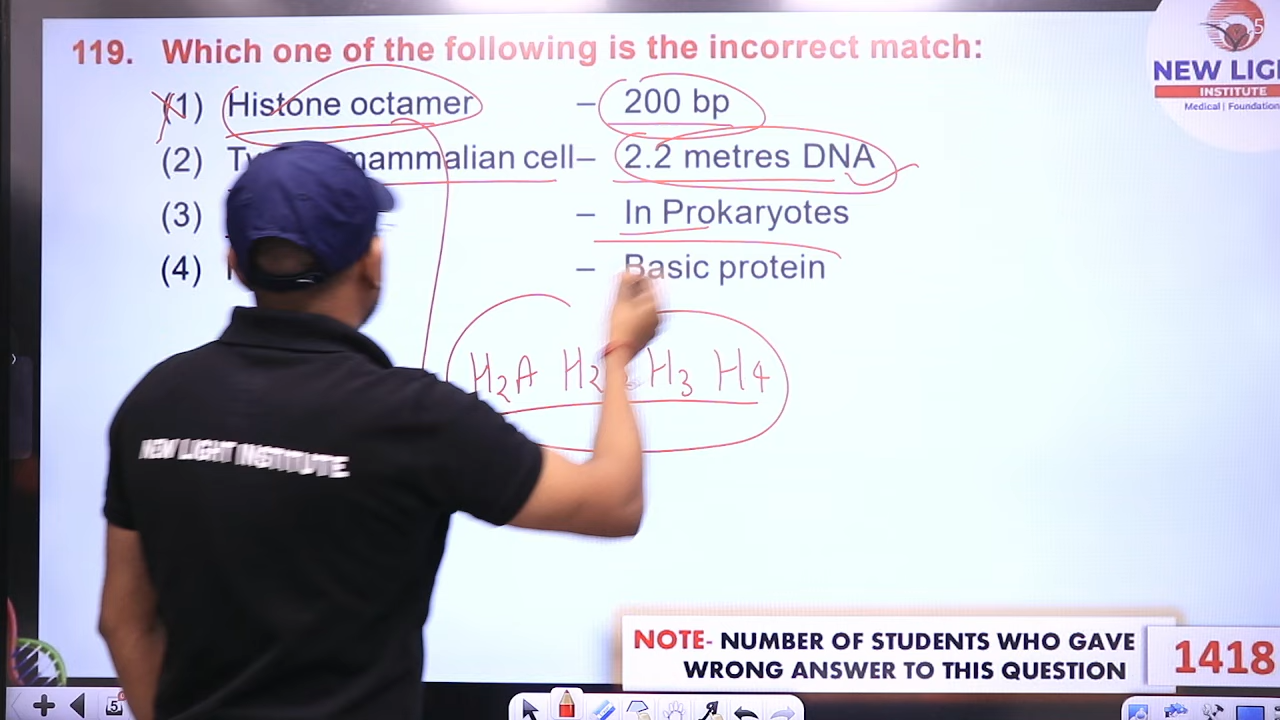 119. Which one of the following is the incorrect match:
(1) Histone octamer – 200 bp
(2) mammalian cell – 2.2 metres DNA
(3) – In Prokaryotes
(4) – Basic protein
H2A H2 H3 H4
NEW LIGHT INSTITUTE
NEW LIGH
INSTITUTE
Medical | Foundation
NOTE- NUMBER OF STUDENTS WHO GAVE
WRONG ANSWER TO THIS QUESTION
1418
5